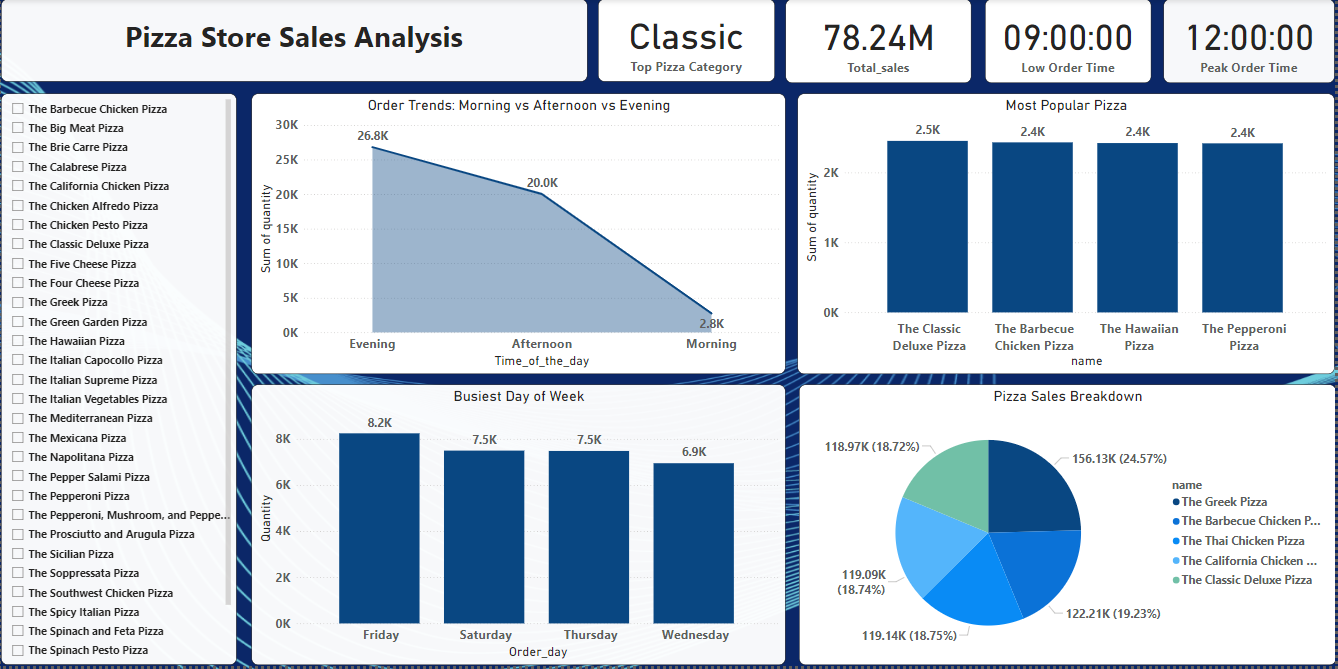 Pizza Store Sales Analysis
Classic
Top Pizza Category
78.24M
Total_sales
09:00:00
Low Order Time
12:00:00
Peak Order Time
The Barbecue Chicken Pizza
The Big Meat Pizza
The Brie Carre Pizza
The Calabrese Pizza
The California Chicken Pizza
The Chicken Alfredo Pizza
The Chicken Pesto Pizza
The Classic Deluxe Pizza
The Five Cheese Pizza
The Four Cheese Pizza
The Greek Pizza
The Green Garden Pizza
The Hawaiian Pizza
The Italian Capocollo Pizza
The Italian Supreme Pizza
The Italian Vegetables Pizza
The Mediterranean Pizza
The Mexicana Pizza
The Napolitana Pizza
The Pepper Salami Pizza
The Pepperoni Pizza
The Pepperoni, Mushroom, and Peppe...
The Prosciutto and Arugula Pizza
The Sicilian Pizza
The Soppressata Pizza
The Southwest Chicken Pizza
The Spicy Italian Pizza
The Spinach and Feta Pizza
The Spinach Pesto Pizza
Order Trends: Morning vs Afternoon vs Evening
Sum of quantity
30K
25K
20K
15K
10K
5K
0K
26.8K
20.0K
2.8K
Evening
Afternoon
Morning
Time_of_the_day
Most Popular Pizza
Sum of quantity
2K
1K
0K
2.5K
2.4K
2.4K
2.4K
The Classic
Deluxe Pizza
The Barbecue
Chicken Pizza
The Hawaiian
Pizza
The Pepperoni
Pizza
name
Busiest Day of Week
Quantity
8K
6K
4K
2K
0K
8.2K
7.5K
7.5K
6.9K
Friday
Saturday
Thursday
Wednesday
Order_day
Pizza Sales Breakdown
118.97K (18.72%)
156.13K (24.57%)
119.09K
(18.74%)
122.21K (19.23%)
119.14K (18.75%)
name
The Greek Pizza
The Barbecue Chicken P...
The Thai Chicken Pizza
The California Chicken ...
The Classic Deluxe Pizza